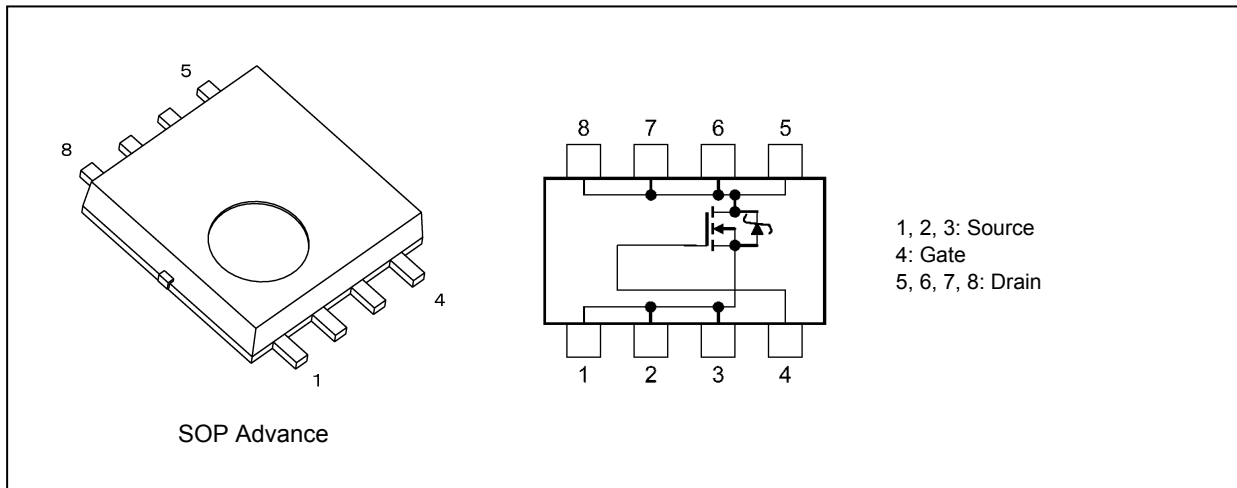 5
8
4
1
SOP Advance
8 7 6 5
1 2 3 4
1, 2, 3: Source
4: Gate
5, 6, 7, 8: Drain